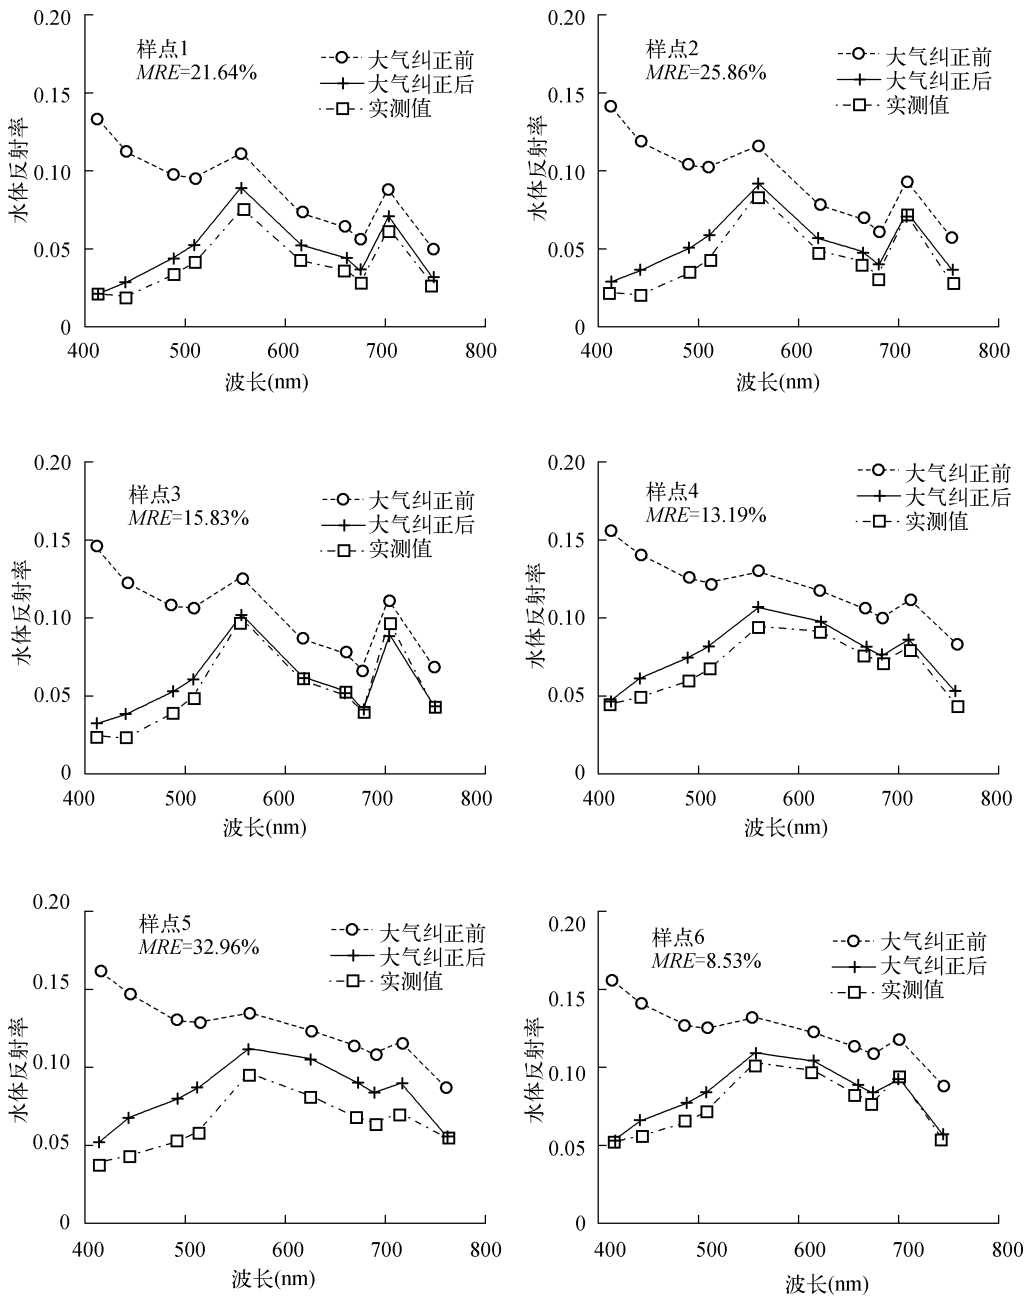 样点1
MRE=21.64%
大气纠正前
大气纠正后
实测值
水体反射率
0.20
0.15
0.10
0.05
0
400 500 600 700 800
波长(nm)
样点2
MRE=25.86%
大气纠正前
大气纠正后
实测值
水体反射率
0.20
0.15
0.10
0.05
0
400 500 600 700 800
波长(nm)
样点3
MRE=15.83%
大气纠正前
大气纠正后
实测值
水体反射率
0.20
0.15
0.10
0.05
0
400 500 600 700 800
波长(nm)
样点4
MRE=13.19%
大气纠正前
大气纠正后
实测值
水体反射率
0.20
0.15
0.10
0.05
0
400 500 600 700 800
波长(nm)
样点5
MRE=32.96%
大气纠正前
大气纠正后
实测值
水体反射率
0.20
0.15
0.10
0.05
0
400 500 600 700 800
波长(nm)
样点6
MRE=8.53%
大气纠正前
大气纠正后
实测值
水体反射率
0.20
0.15
0.10
0.05
0
400 500 600 700 800
波长(nm)